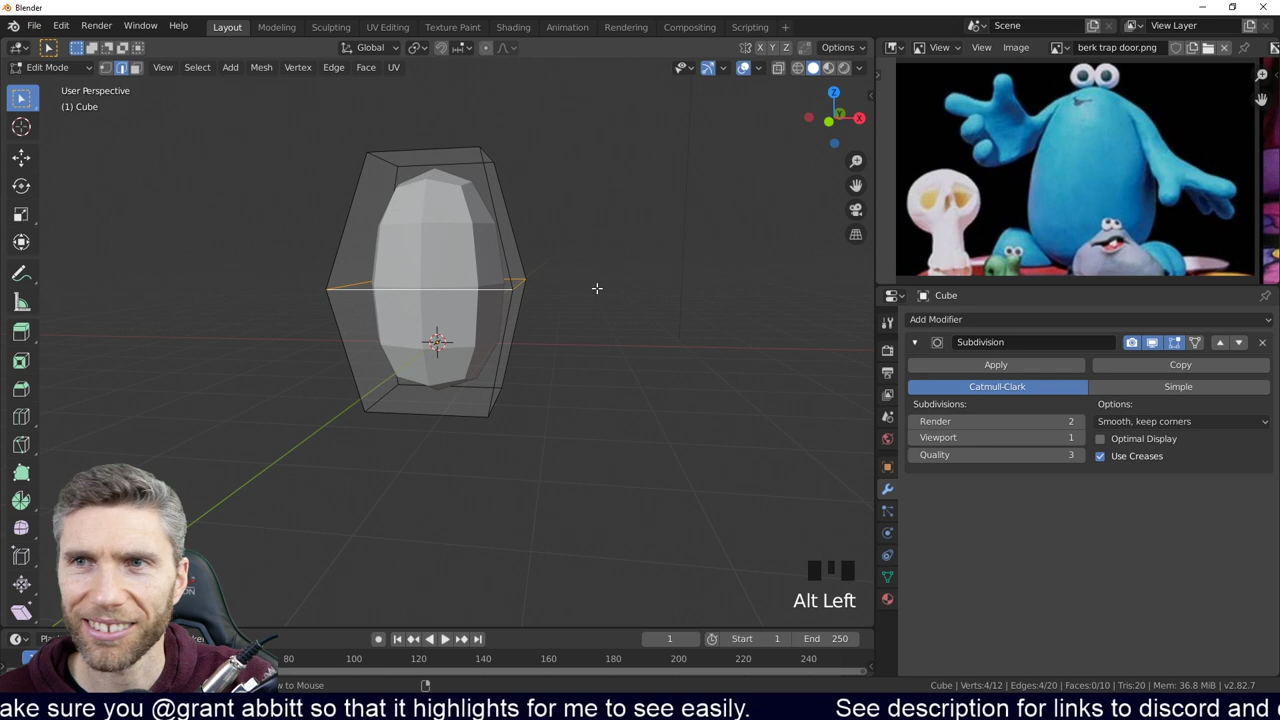 Blender
File Edit Render Window Help
Layout Modeling Sculpting UV Editing Texture Paint Shading Animation Rendering Compositing Scripting +
Scene
View Layer
Global
Options
View
View Image
berk trap door.png
Edit Mode
View Select Add Mesh Vertex Edge Face UV
User Perspective
(1) Cube
X Y Z
Z
Y
X
Cube
Add Modifier
Subdivision
Apply Copy
Catmull-Clark Simple
Subdivisions: Options:
Render 2 Smooth, keep corners
Viewport 1 Optimal Display
Quality 3 Use Creases
Alt Left
1 Start 1 End 250
80 100 120 140 160 180 200 220 240
w to Mouse
Cube | Verts:4/12 | Edges:4/20 | Faces:0/10 | Tris:20 | Mem: 36.8 MiB | v2.82.7
ake sure you @grant abbitt so that it highlights for me to see easily. See description for links to discord and